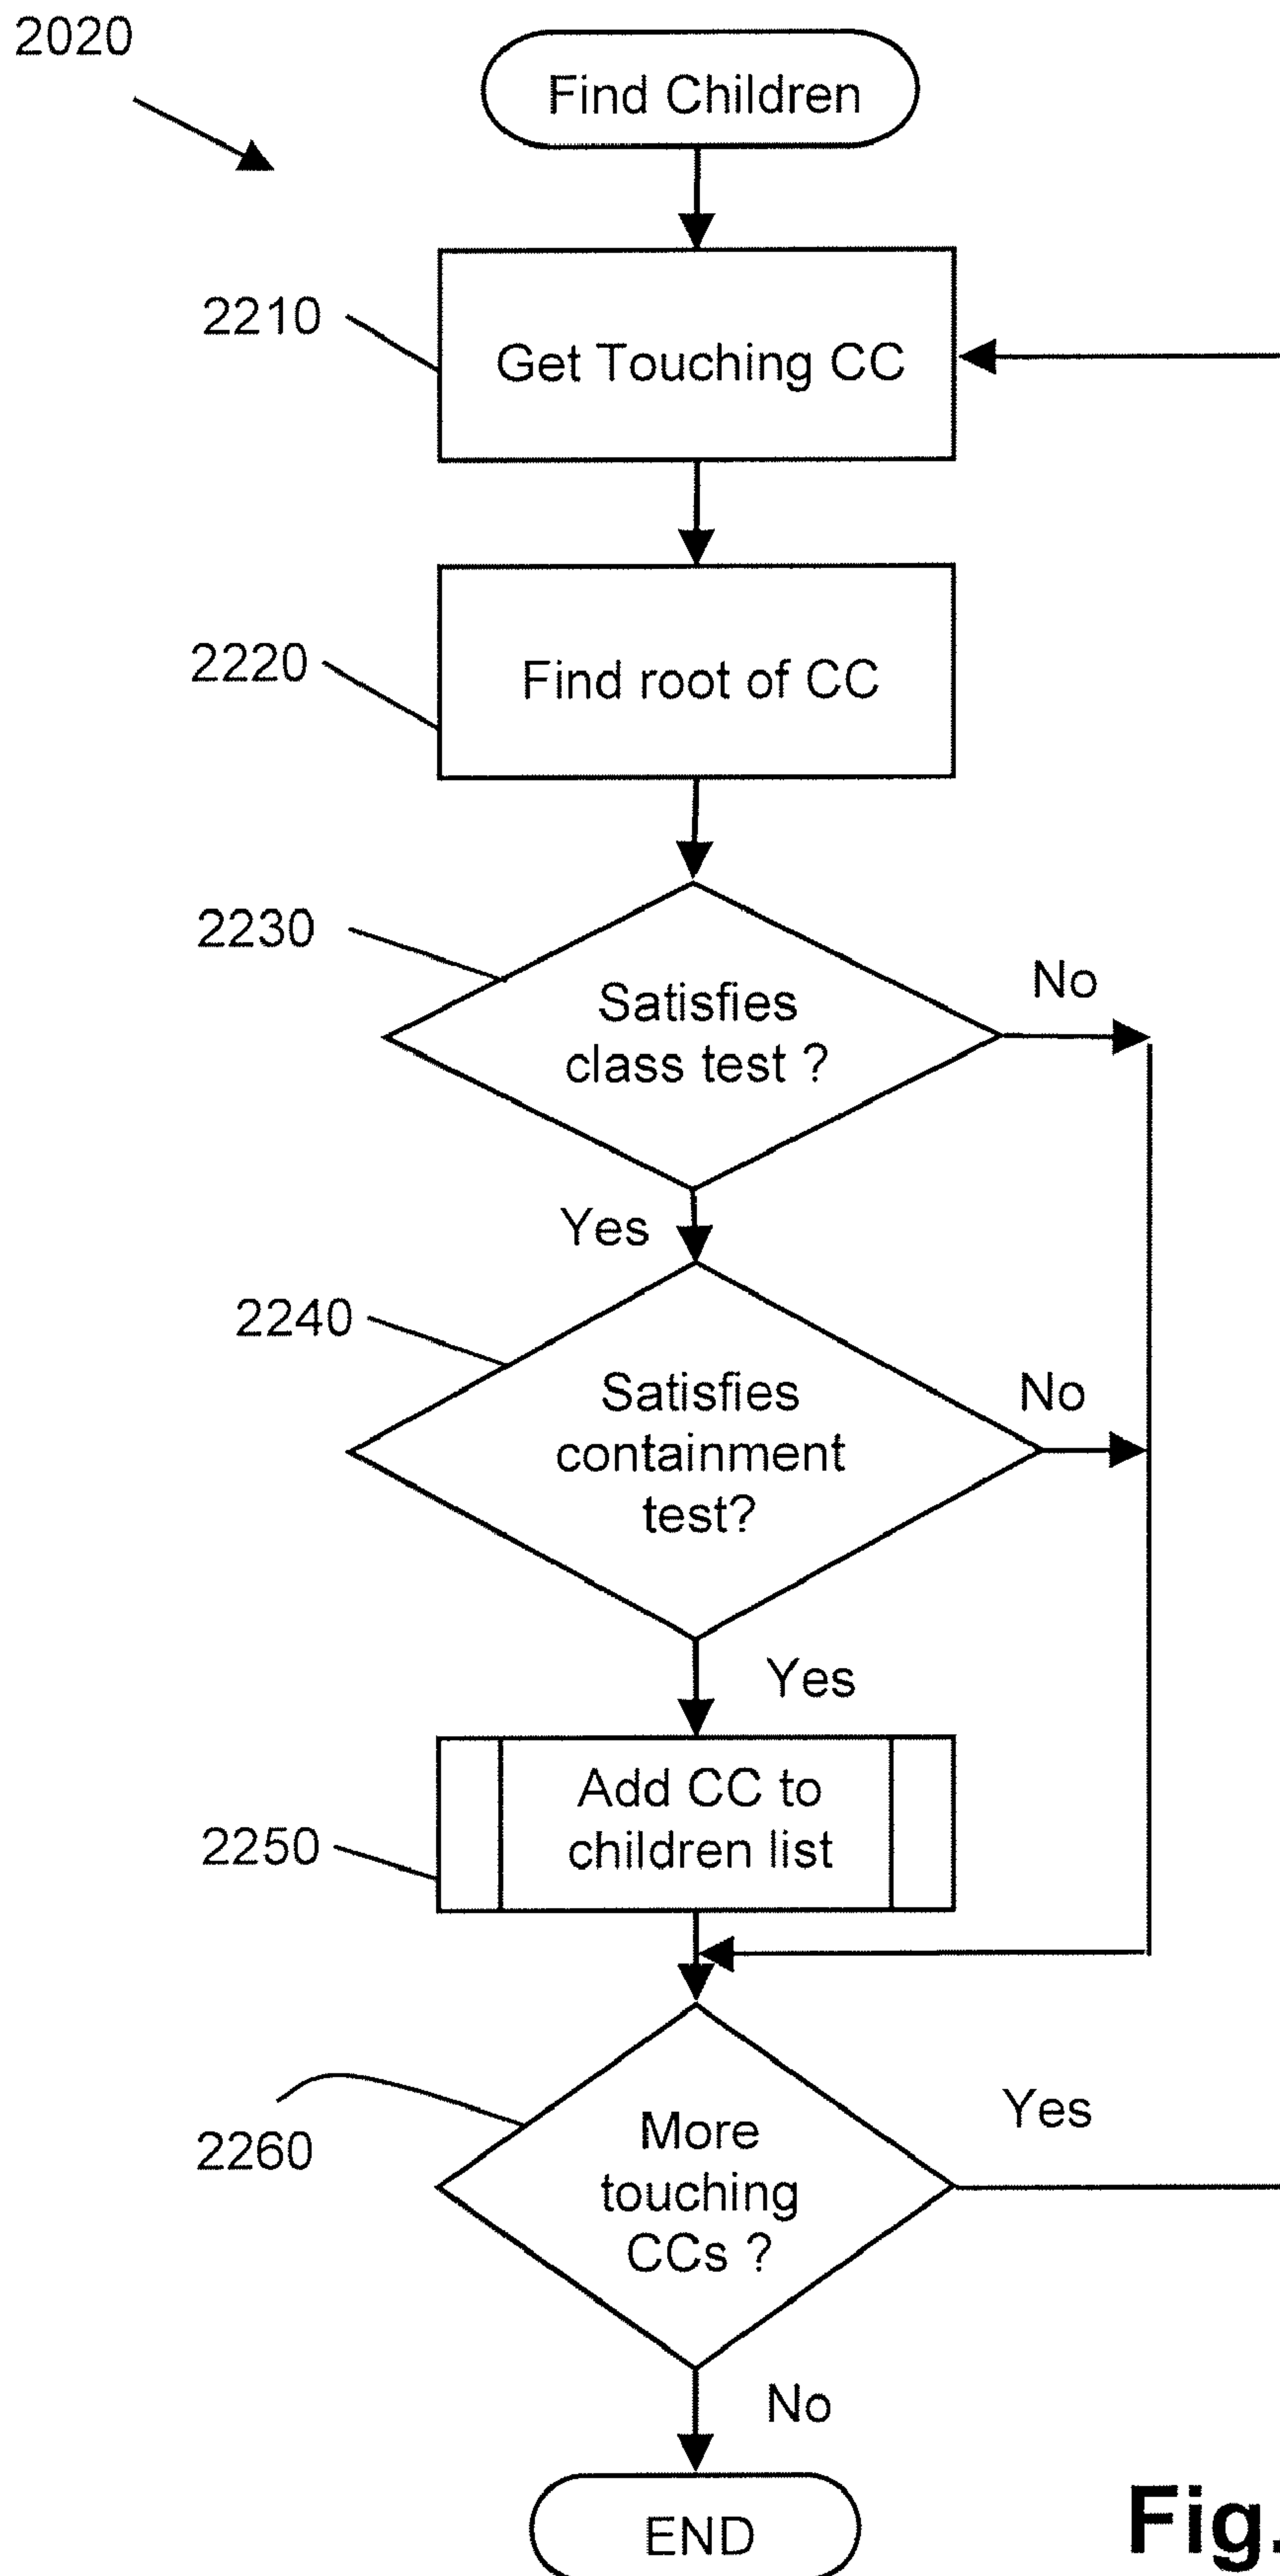 2020
Find Children
2210
Get Touching CC
2220
Find root of CC
2230
Satisfies
class test ?
No
Yes
2240
Satisfies
containment
test?
No
Yes
2250
Add CC to
children list
2260
More
touching
CCs ?
Yes
No
END
Fig.